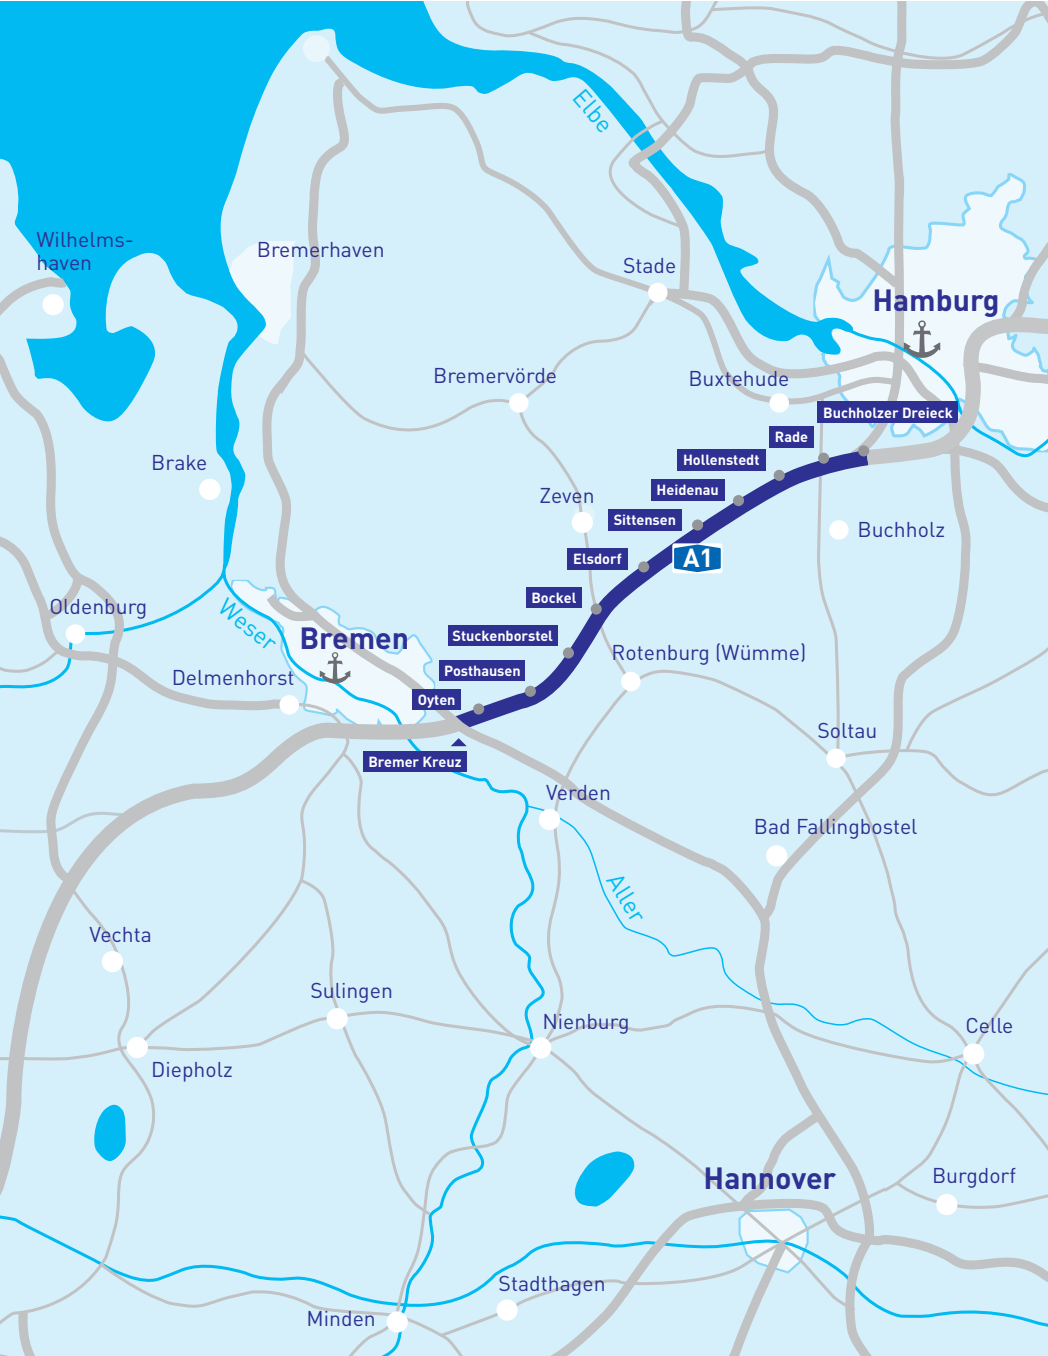 Elbe
Wilhelms-
haven
Bremerhaven
Stade
Hamburg
Bremervörde
Buxtehude
Buchholzer Dreieck
Rade
Hollenstedt
Brake
Heidenau
Zeven
Sittensen
Buchholz
Elsdorf
A1
Bockel
Oldenburg
Weser
Bremen
Stuckenborstel
Rotenburg (Wümme)
Posthausen
Delmenhorst
Oyten
Soltau
Bremer Kreuz
Verden
Bad Fallingbostel
Aller
Vechta
Sulingen
Nienburg
Celle
Diepholz
Hannover
Burgdorf
Stadthagen
Minden